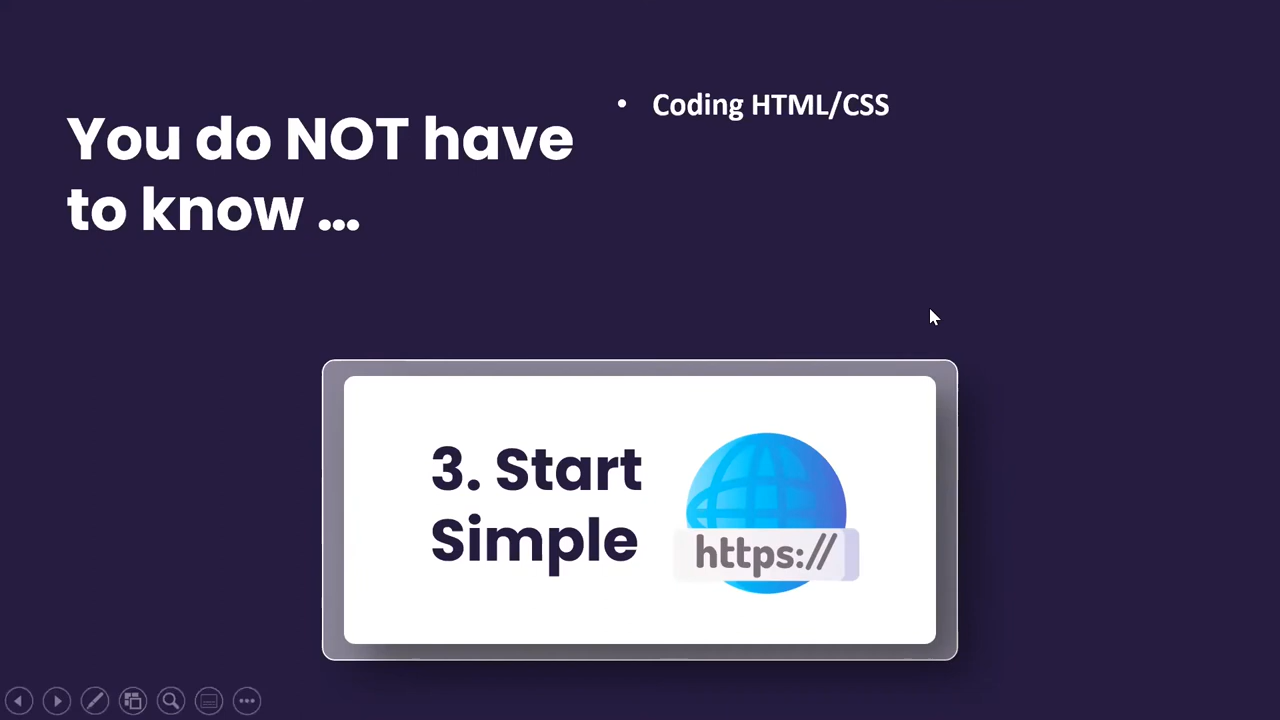 You do NOT have
to know ...
• Coding HTML/CSS
3. Start
Simple
https://